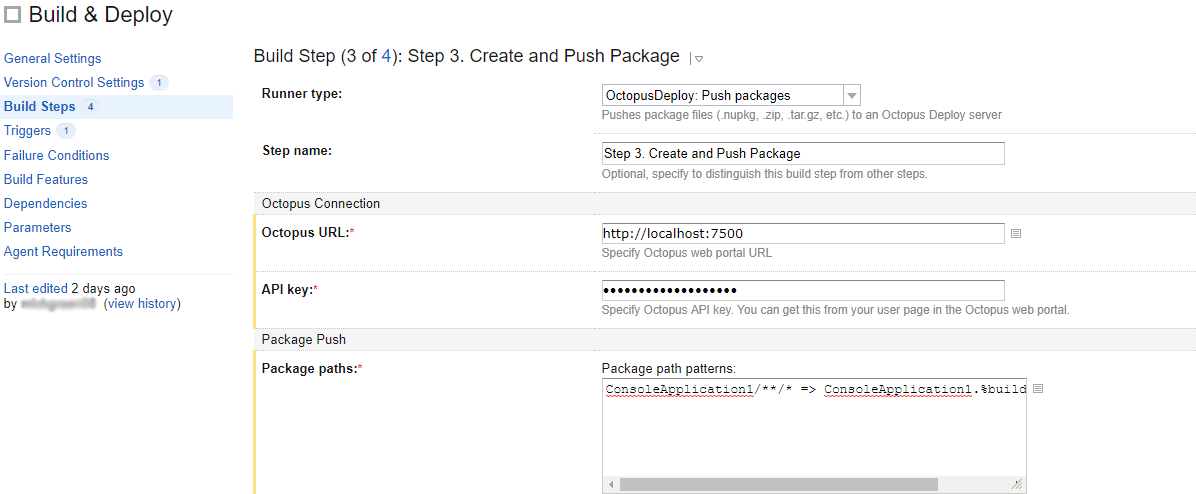 Build & Deploy
General Settings
Version Control Settings 1
Build Steps 4
Triggers 1
Failure Conditions
Build Features
Dependencies
Parameters
Agent Requirements
Last edited 2 days ago
by (view history)
Build Step (3 of 4): Step 3. Create and Push Package
Runner type:
OctopusDeploy: Push packages
Pushes package files (.nupkg, .zip, .tar.gz, etc.) to an Octopus Deploy server
Step name:
Step 3. Create and Push Package
Optional, specify to distinguish this build step from other steps.
Octopus Connection
Octopus URL:*
http://localhost:7500
Specify Octopus web portal URL
API key:*
•••••••••••••••••••
Specify Octopus API key. You can get this from your user page in the Octopus web portal.
Package Push
Package paths:*
Package path patterns:
ConsoleApplication1/**/* => ConsoleApplication1.%build